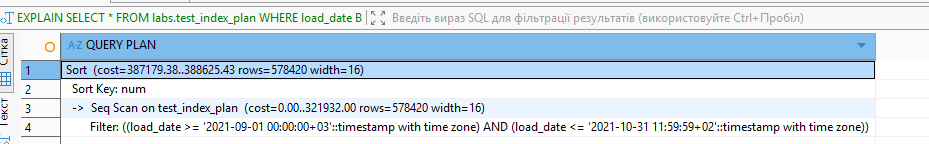 EXPLAIN SELECT * FROM labs.test_index_plan WHERE load_date B
Введіть вираз SQL для фільтрації результатів (використовуйте Ctrl+Пробіл)
Сітка
Текст
A-Z QUERY PLAN
1 Sort (cost=387179.38..388625.43 rows=578420 width=16)
2 Sort Key: num
3 -> Seq Scan on test_index_plan (cost=0.00..321932.00 rows=578420 width=16)
4 Filter: ((load_date >= '2021-09-01 00:00:00+03'::timestamp with time zone) AND (load_date <= '2021-10-31 11:59:59+02'::timestamp with time zone))